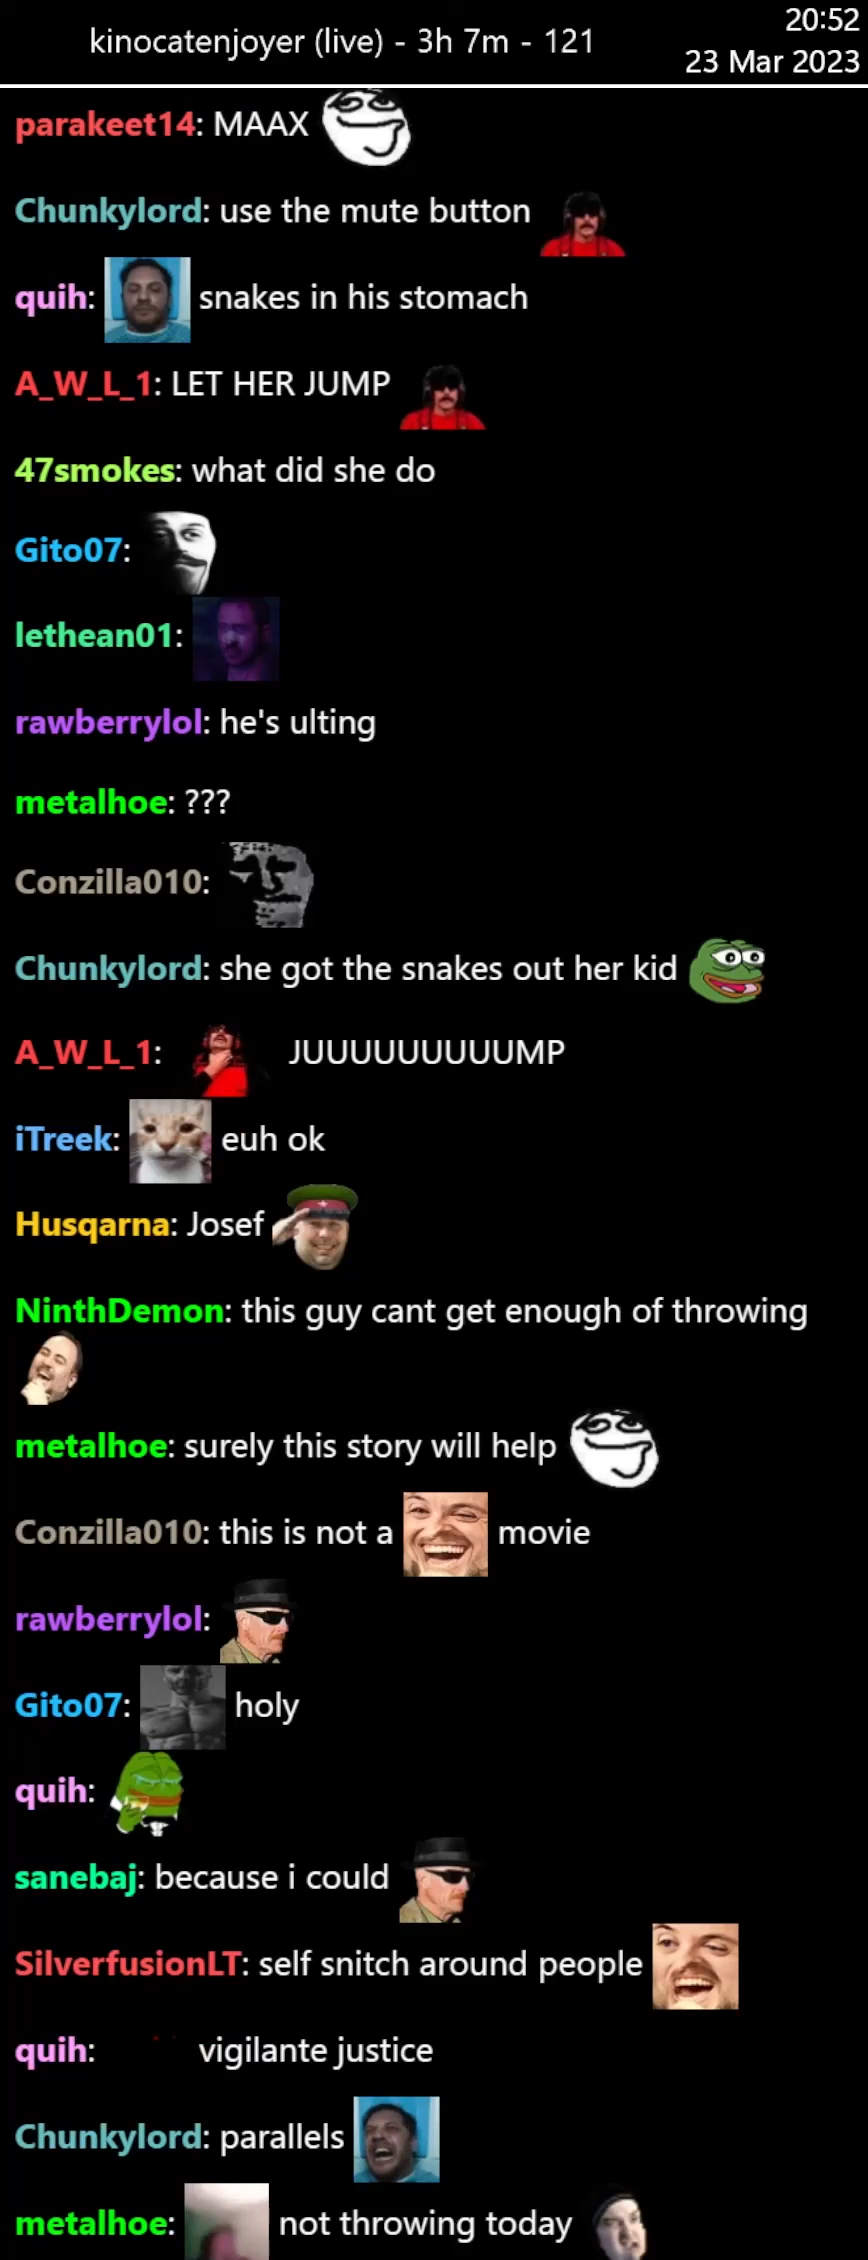 kinocatenjoyer (live) - 3h 7m - 121
20:52
23 Mar 2023
parakeet14: MAAX
Chunkylord: use the mute button
quih: snakes in his stomach
A_W_L_1: LET HER JUMP
47smokes: what did she do
Gito07:
lethean01:
rawberrylol: he's ulting
metalhoe: ???
Conzilla010:
Chunkylord: she got the snakes out her kid
A_W_L_1: JUUUUUUUUUUMP
iTreek: euh ok
Husqarna: Josef
NinthDemon: this guy cant get enough of throwing
metalhoe: surely this story will help
Conzilla010: this is not a movie
rawberrylol:
Gito07: holy
quih:
sanebaj: because i could
SilverfusionLT: self snitch around people
quih: vigilante justice
Chunkylord: parallels
metalhoe: not throwing today